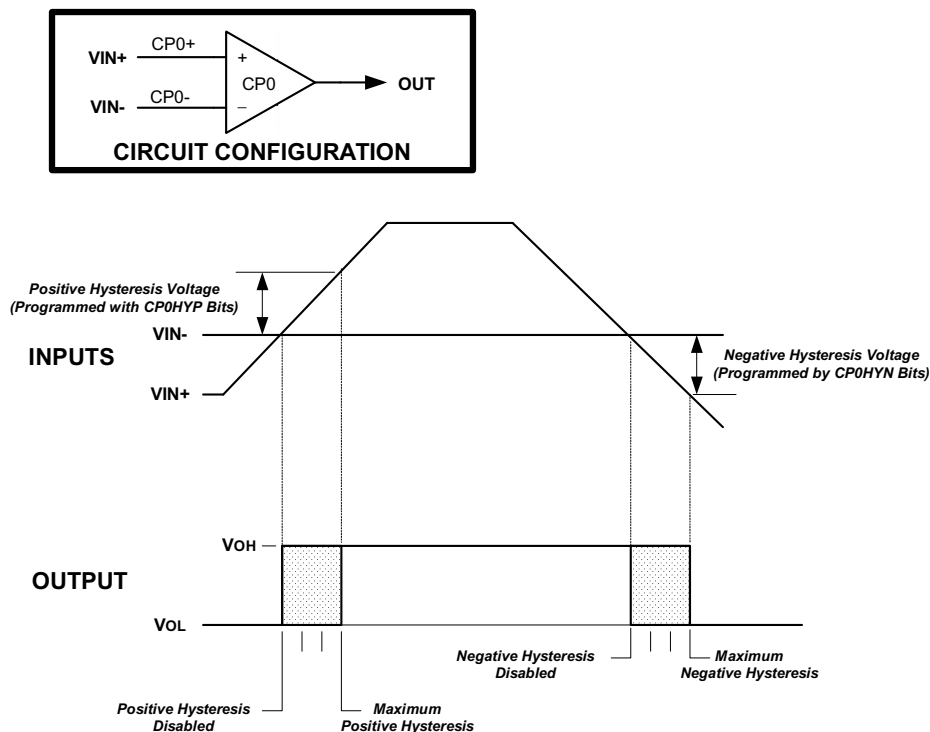 CP0+
VIN+
+
CP0
OUT
CP0-
VIN-
_
CIRCUIT CONFIGURATION
Positive Hysteresis Voltage
(Programmed with CP0HYP Bits)
VIN-
INPUTS
Negative Hysteresis Voltage
(Programmed by CP0HYN Bits)
VIN+
VOH
OUTPUT
VOL
Negative Hysteresis
Disabled
Maximum
Negative Hysteresis
Positive Hysteresis
Disabled
Maximum
Positive Hysteresis